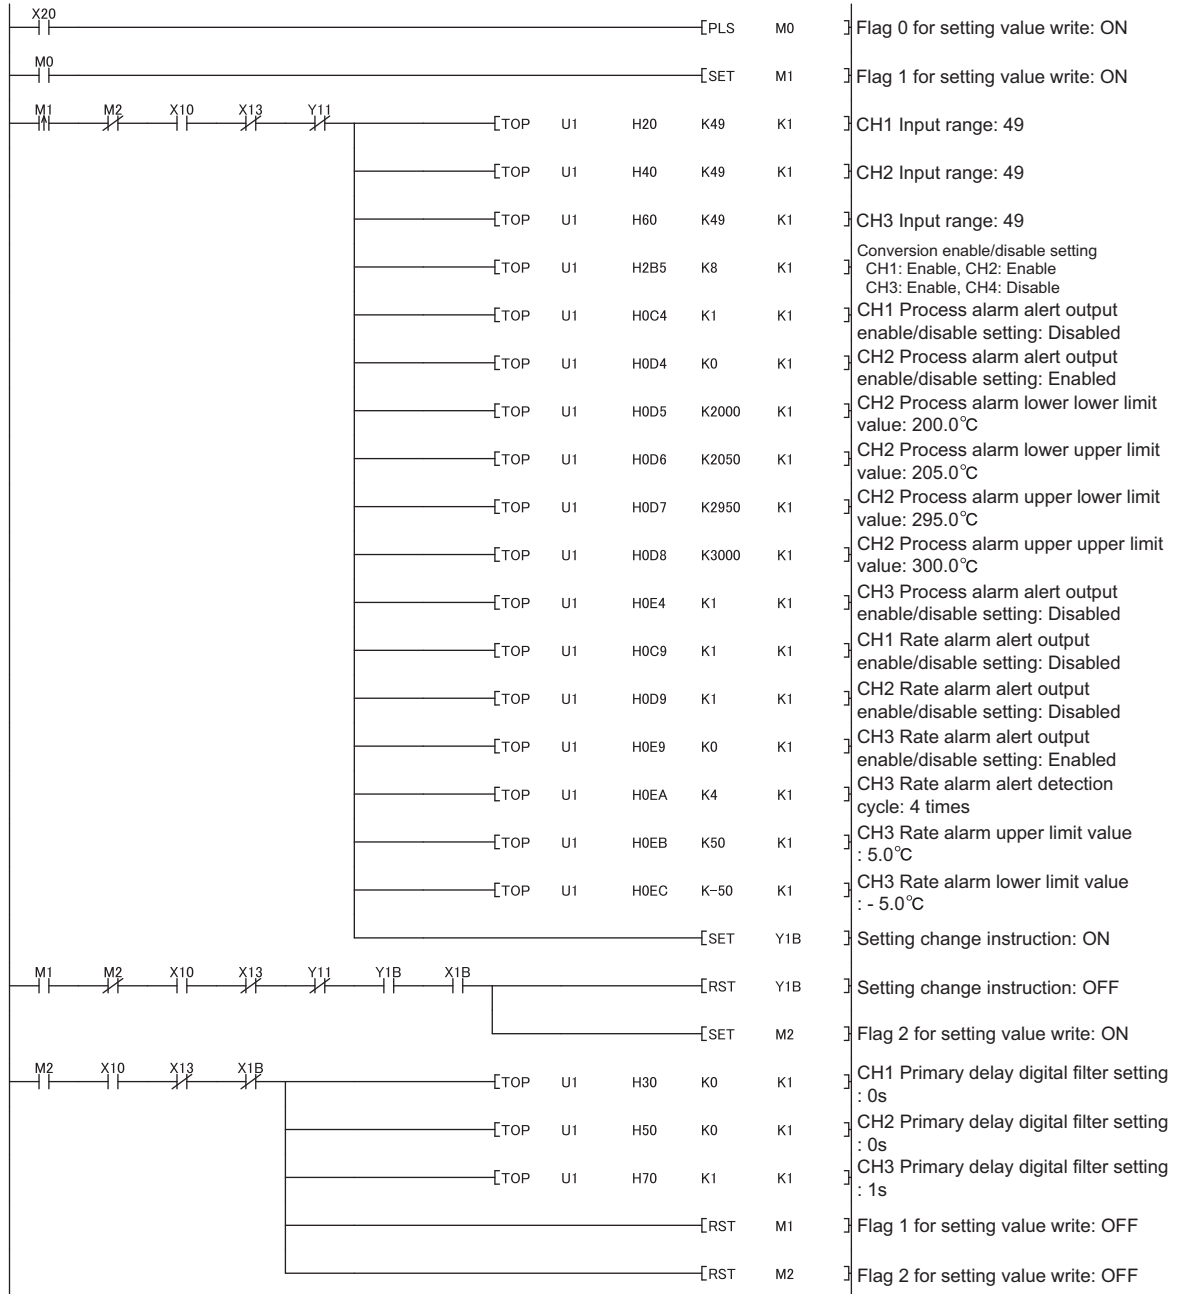 X20
[PLS M0 ] Flag 0 for setting value write: ON
M0
[SET M1 ] Flag 1 for setting value write: ON
M1 M2 X10 X13 Y11
[TOP U1 H20 K49 K1 ] CH1 Input range: 49
[TOP U1 H40 K49 K1 ] CH2 Input range: 49
[TOP U1 H60 K49 K1 ] CH3 Input range: 49
Conversion enable/disable setting
[TOP U1 H2B5 K8 K1 ] CH1: Enable, CH2: Enable
CH3: Enable, CH4: Disable
[TOP U1 H0C4 K1 K1 ] CH1 Process alarm alert output
enable/disable setting: Disabled
[TOP U1 H0D4 K0 K1 ] CH2 Process alarm alert output
enable/disable setting: Enabled
[TOP U1 H0D5 K2000 K1 ] CH2 Process alarm lower lower limit
value: 200.0℃
[TOP U1 H0D6 K2050 K1 ] CH2 Process alarm lower upper limit
value: 205.0℃
[TOP U1 H0D7 K2950 K1 ] CH2 Process alarm upper lower limit
value: 295.0℃
[TOP U1 H0D8 K3000 K1 ] CH2 Process alarm upper upper limit
value: 300.0℃
[TOP U1 H0E4 K1 K1 ] CH3 Process alarm alert output
enable/disable setting: Disabled
[TOP U1 H0C9 K1 K1 ] CH1 Rate alarm alert output
enable/disable setting: Disabled
[TOP U1 H0D9 K1 K1 ] CH2 Rate alarm alert output
enable/disable setting: Disabled
[TOP U1 H0E9 K0 K1 ] CH3 Rate alarm alert output
enable/disable setting: Enabled
[TOP U1 H0EA K4 K1 ] CH3 Rate alarm alert detection
cycle: 4 times
[TOP U1 H0EB K50 K1 ] CH3 Rate alarm upper limit value
: 5.0℃
[TOP U1 H0EC K-50 K1 ] CH3 Rate alarm lower limit value
: - 5.0℃
[SET Y1B ] Setting change instruction: ON
M1 M2 X10 X13 Y11 Y1B X1B
[RST Y1B ] Setting change instruction: OFF
[SET M2 ] Flag 2 for setting value write: ON
M2 X10 X13 X1B
[TOP U1 H30 K0 K1 ] CH1 Primary delay digital filter setting
: 0s
[TOP U1 H50 K0 K1 ] CH2 Primary delay digital filter setting
: 0s
[TOP U1 H70 K1 K1 ] CH3 Primary delay digital filter setting
: 1s
[RST M1 ] Flag 1 for setting value write: OFF
[RST M2 ] Flag 2 for setting value write: OFF